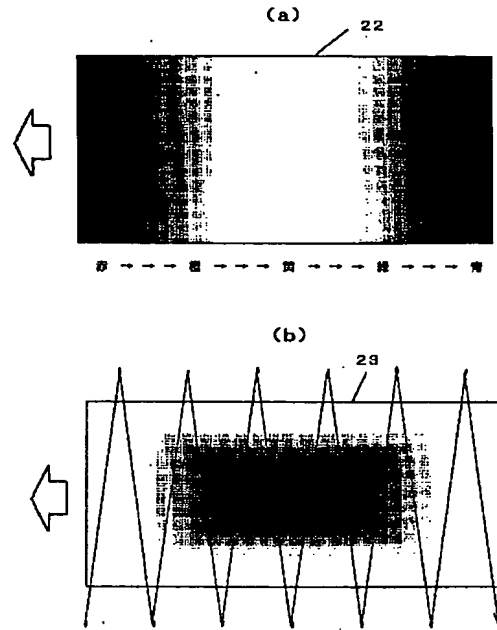 (a)
22
赤 → → → 橙 → → → 黄 → → → 緑 → → → 青
(b)
23